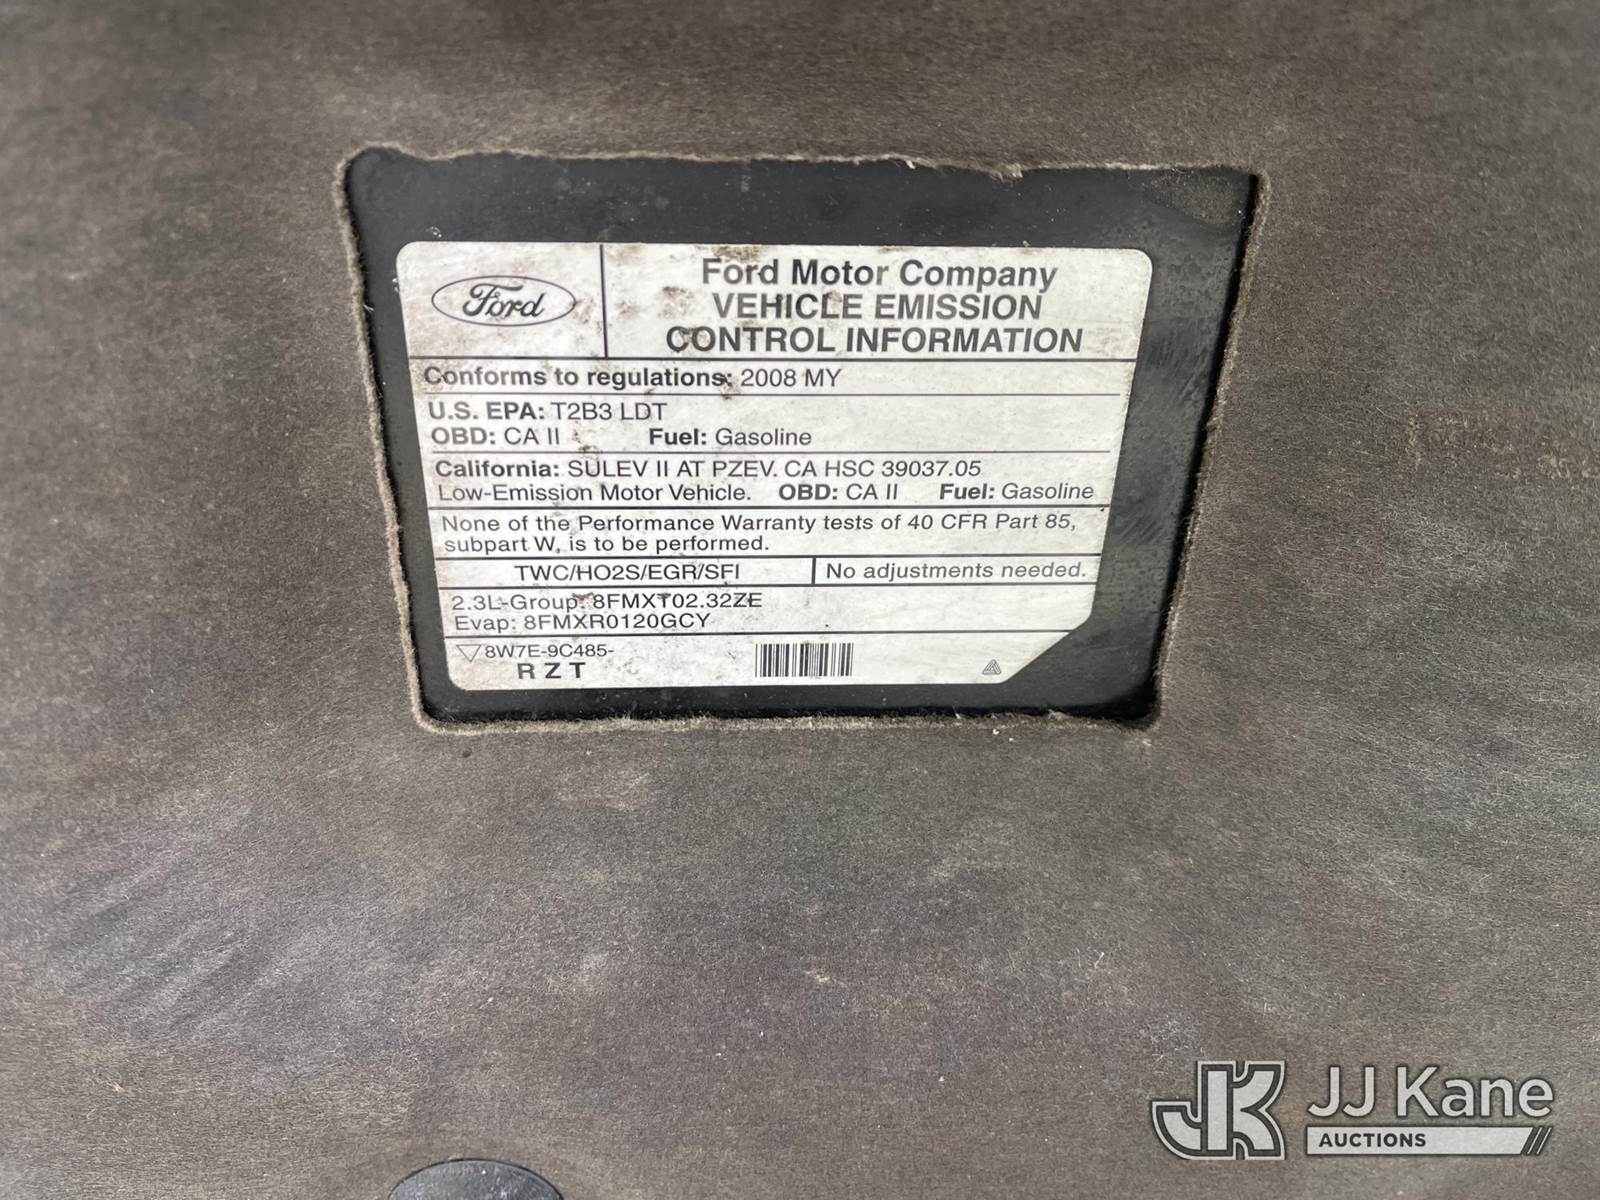 Ford
Ford Motor Company
VEHICLE EMISSION
CONTROL INFORMATION
Conforms to regulations: 2008 MY
U.S. EPA: T2B3 LDT
OBD: CA II Fuel: Gasoline
California: SULEV II AT PZEV. CA HSC 39037.05
Low-Emission Motor Vehicle. OBD: CA II Fuel: Gasoline
None of the Performance Warranty tests of 40 CFR Part 85,
subpart W, is to be performed.
TWC/HO2S/EGR/SFI No adjustments needed.
2.3L-Group: 8FMXT02.32ZE
Evap: 8FMXR0120GCY
8W7E-9C485-
R Z T
JK JJ Kane
AUCTIONS